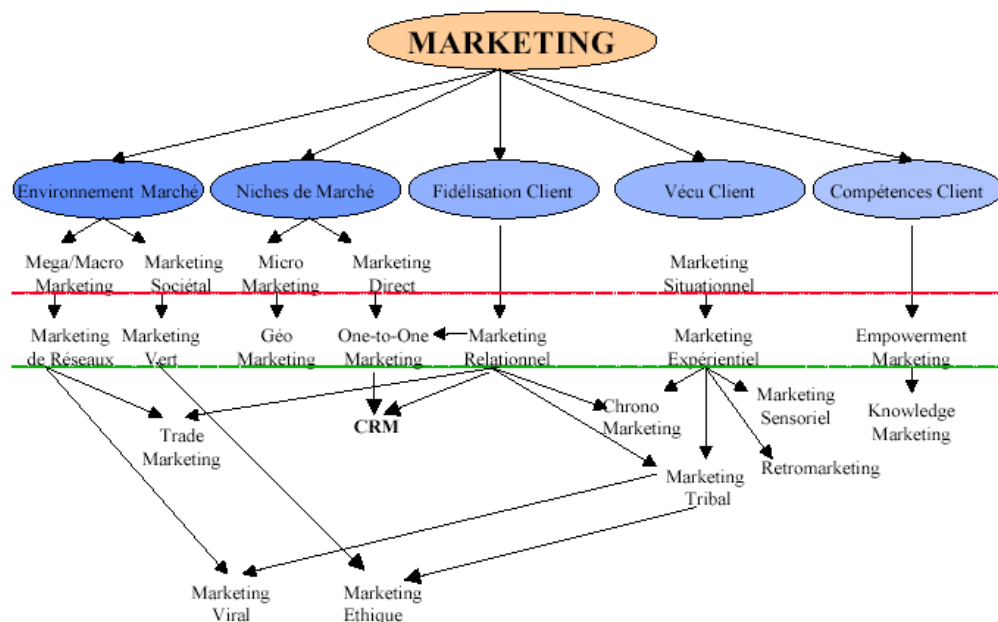 MARKETING
Environnement Marché
Niches de Marché
Fidélisation Client
Vécu Client
Compétences Client
Mega/Macro
Marketing
Marketing
Sociétal
Micro
Marketing
Marketing
Direct
Marketing
Situationnel
Marketing
de Réseaux
Marketing
Vert
Géo
Marketing
One-to-One
Marketing
Marketing
Relationnel
Marketing
Expérientiel
Empowerment
Marketing
Trade
Marketing
CRM
Chrono
Marketing
Marketing
Sensoriel
Knowledge
Marketing
Marketing
Tribal
Retromarketing
Marketing
Viral
Marketing
Ethique